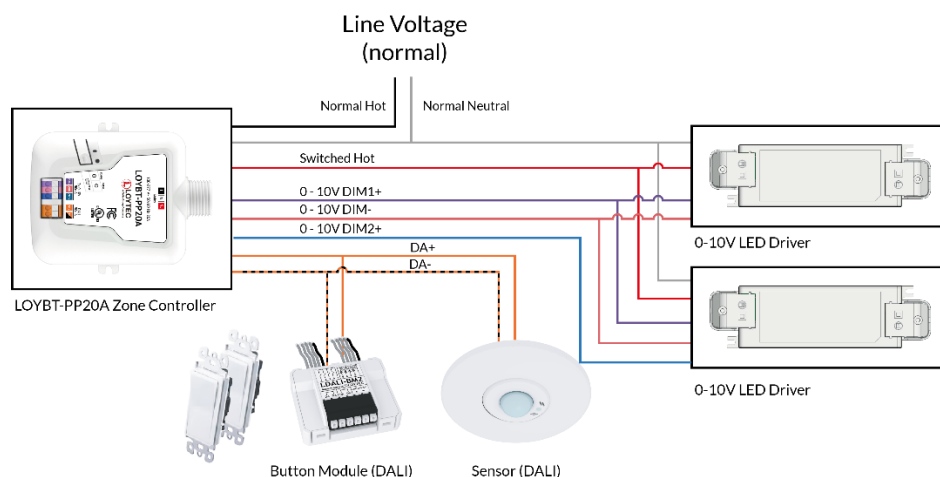 Line Voltage
(normal)
Normal Hot
Normal Neutral
Switched Hot
0 - 10V DIM1+
0 - 10V DIM-
0 - 10V DIM2+
DA+
DA-
LOYBT-PP20A
LOYTEC
LOYBT-PP20A Zone Controller
0-10V LED Driver
0-10V LED Driver
LDALI-BM2
Button Module (DALI)
Sensor (DALI)